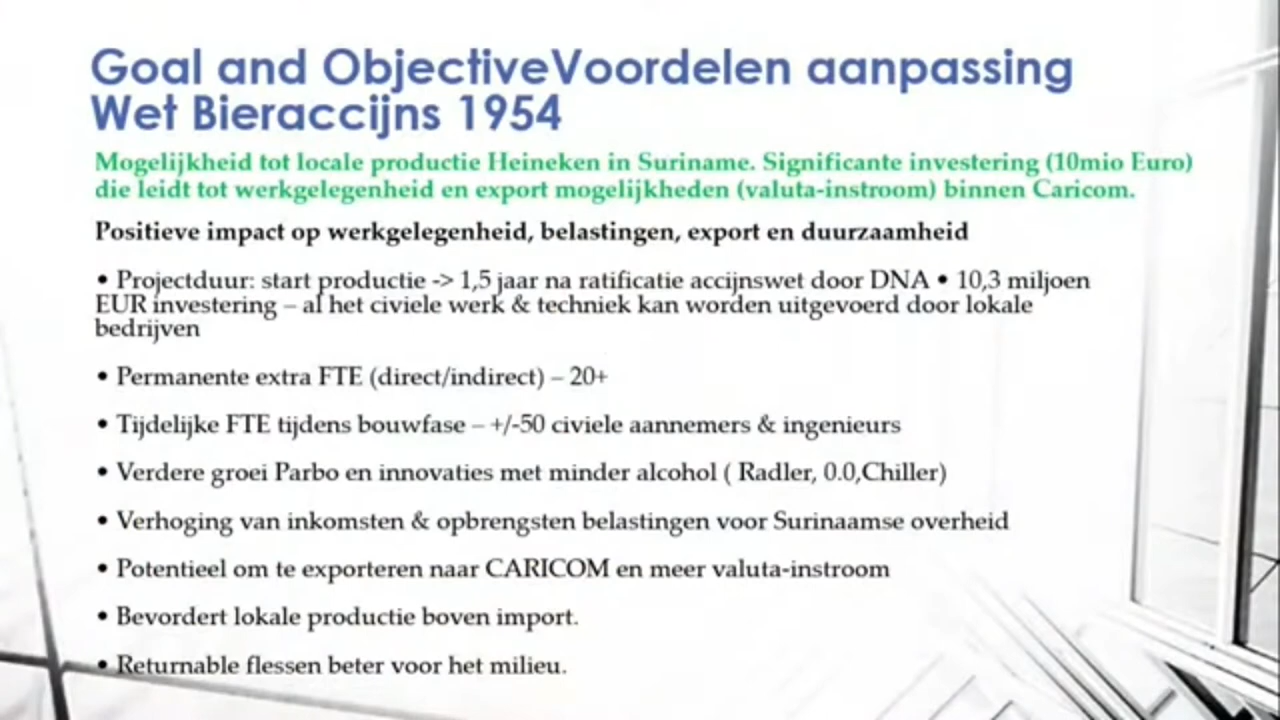 Goal and ObjectiveVoordelen aanpassing
Wet Bieraccijns 1954
Mogelijkheid tot locale productie Heineken in Suriname. Significante investering (10mio Euro)
die leidt tot werkgelegenheid en export mogelijkheden (valuta-instroom) binnen Caricom.
Positieve impact op werkgelegenheid, belastingen, export en duurzaamheid
• Projectduur: start productie -> 1,5 jaar na ratificatie accijnswet door DNA • 10,3 miljoen
EUR investering – al het civiele werk & techniek kan worden uitgevoerd door lokale
bedrijven
• Permanente extra FTE (direct/indirect) – 20+
• Tijdelijke FTE tijdens bouwfase – +/-50 civiele aannemers & ingenieurs
• Verdere groei Parbo en innovaties met minder alcohol ( Radler, 0.0,Chiller)
• Verhoging van inkomsten & opbrengsten belastingen voor Surinaamse overheid
• Potentieel om te exporteren naar CARICOM en meer valuta-instroom
• Bevordert lokale productie boven import.
• Returnable flessen beter voor het milieu.